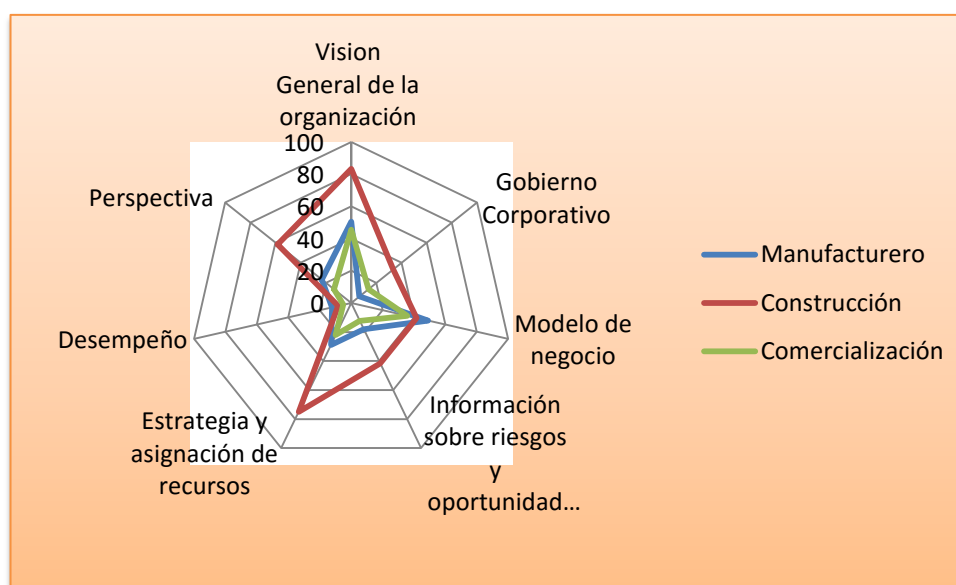 Vision
General de la
organización
100
80
60
40
20
0
Gobierno
Corporativo
Modelo de
negocio
Información
sobre riesgos
y
oportunidad…
Estrategia y
asignación de
recursos
Desempeño
Perspectiva
Manufacturero
Construcción
Comercialización